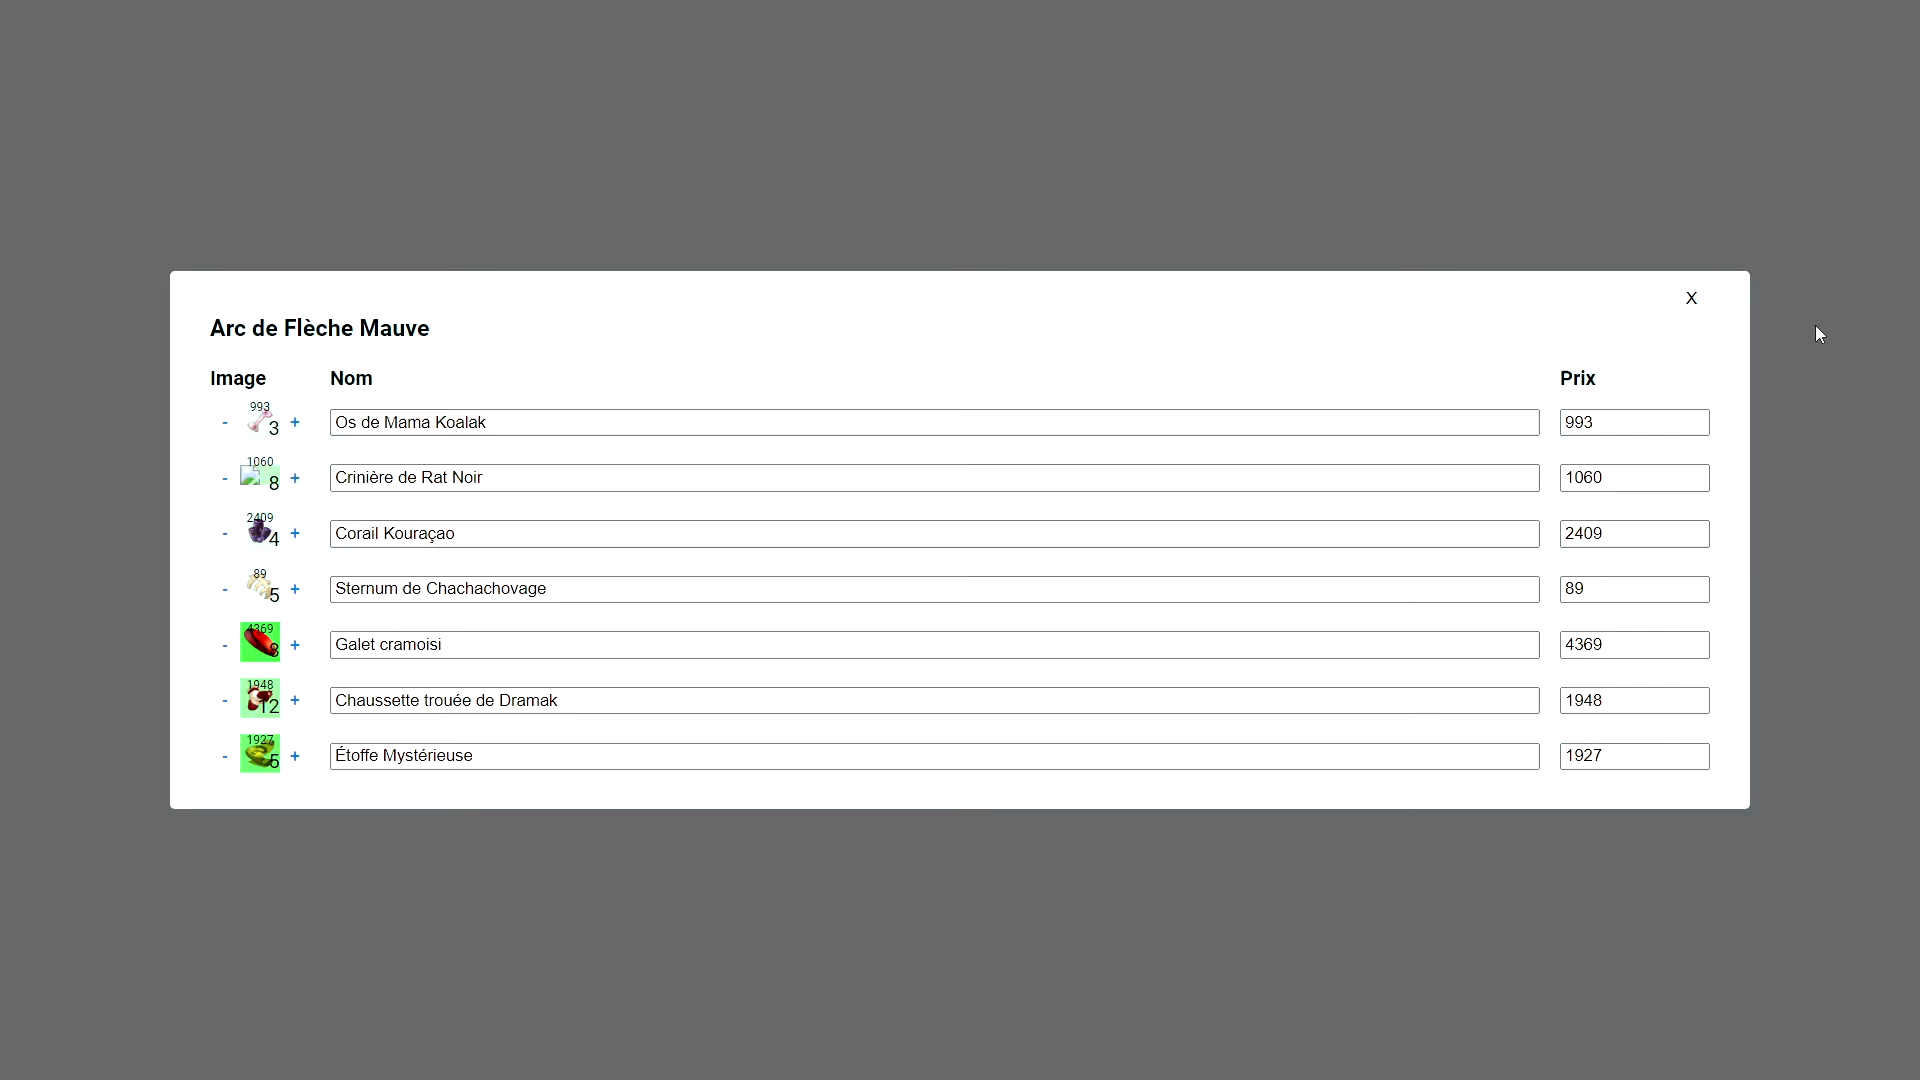 X
Arc de Flèche Mauve
Image Nom Prix
993
- 3 + Os de Mama Koalak 993
1060
- 8 + Crinière de Rat Noir 1060
2409
- 4 + Corail Kouraçao 2409
89
- 5 + Sternum de Chachachovage 89
4369
- 8 + Galet cramoisi 4369
1948
- 12 + Chaussette trouée de Dramak 1948
1927
- 5 + Étoffe Mystérieuse 1927